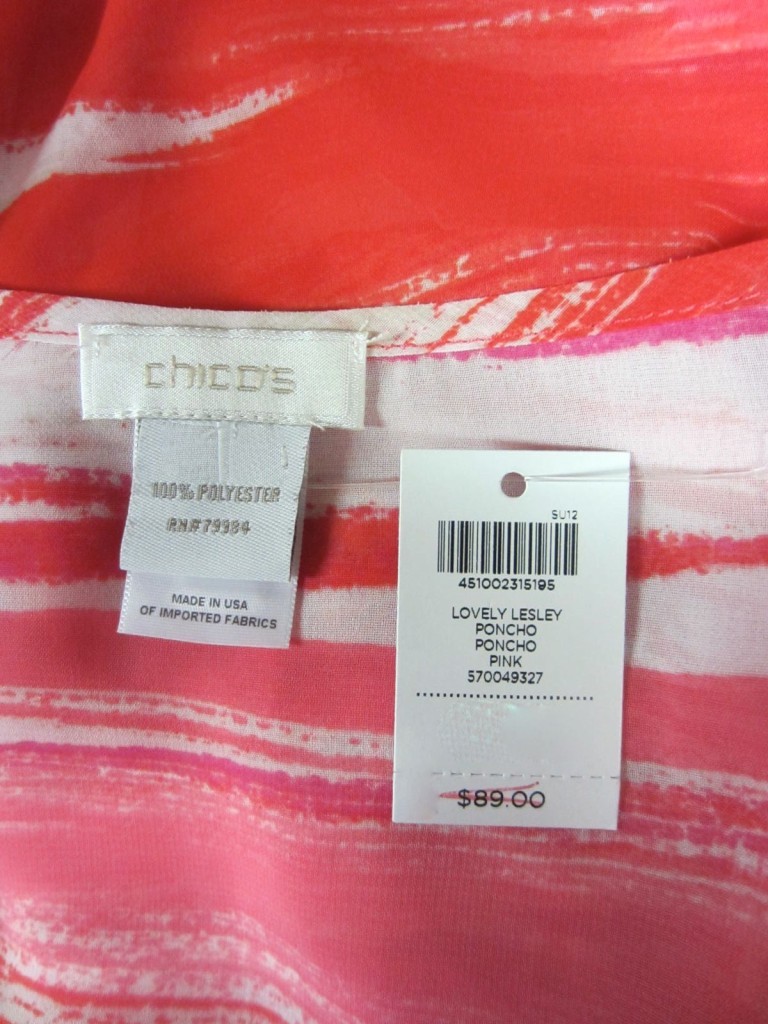 chico's
100% POLYESTER
RN# 79984
MADE IN USA
OF IMPORTED FABRICS
SU12
451002315195
LOVELY LESLEY
PONCHO
PONCHO
PINK
570049327
$89.00